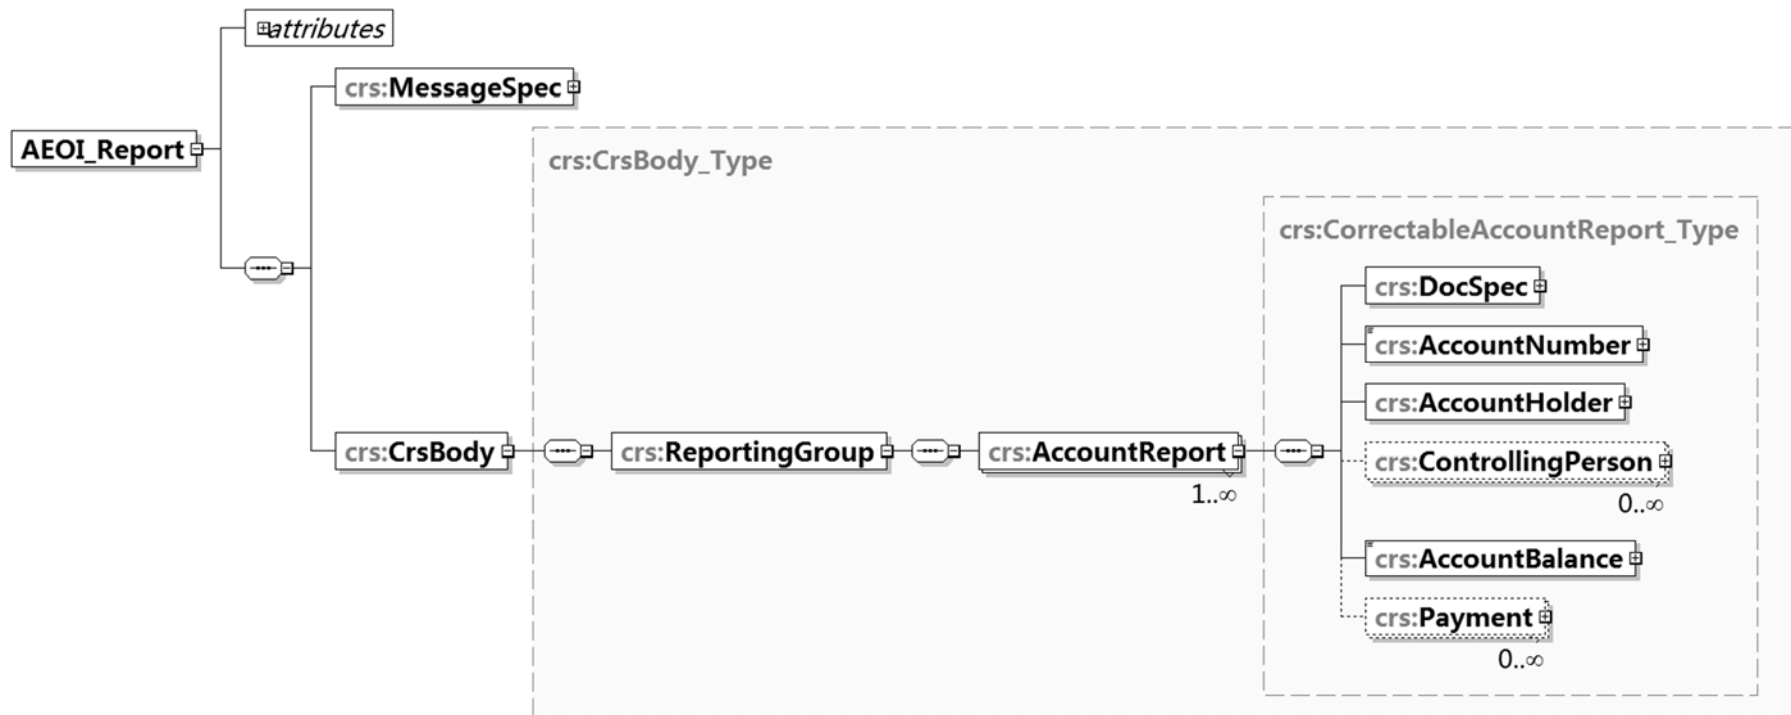 attributes
crs:MessageSpec
AEOI_Report
crs:CrsBody_Type
crs:CorrectableAccountReport_Type
crs:DocSpec
crs:AccountNumber
crs:AccountHolder
crs:CrsBody
crs:ReportingGroup
crs:AccountReport
1..∞
crs:ControllingPerson
0..∞
crs:AccountBalance
crs:Payment
0..∞